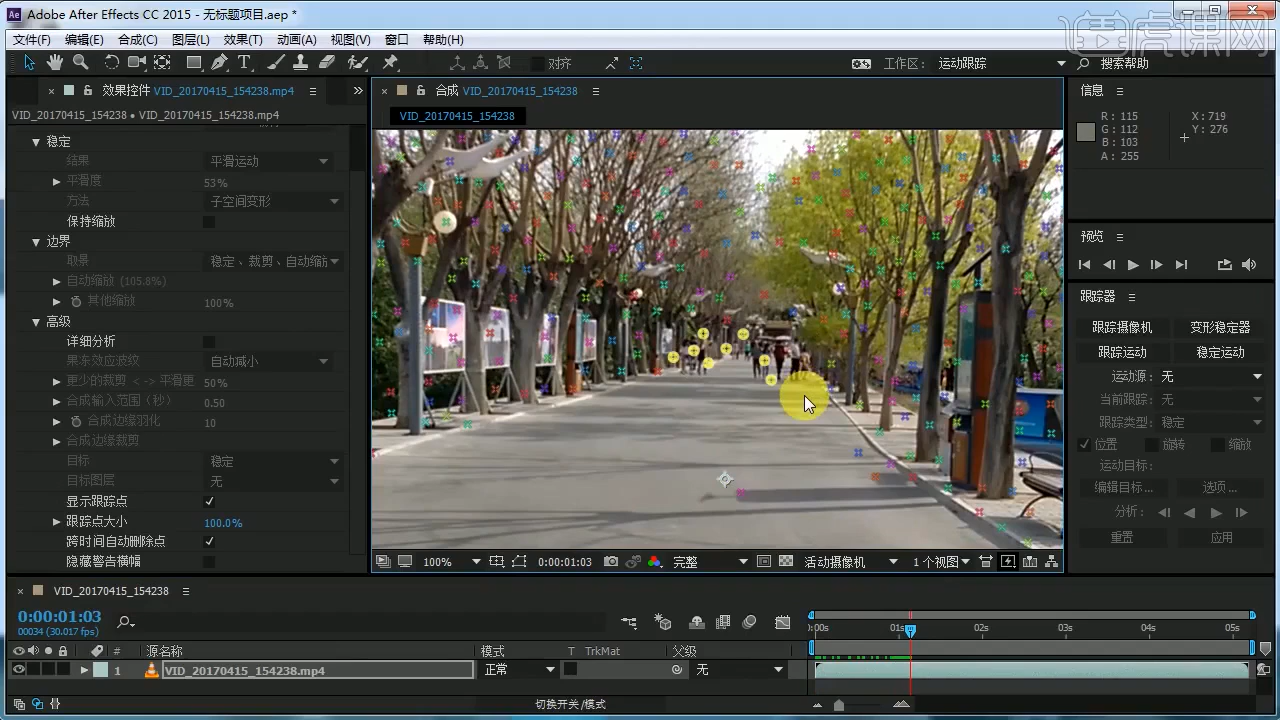 Adobe After Effects CC 2015 - 无标题项目.aep *
虎课网
文件(F) 编辑(E) 合成(C) 图层(L) 效果(T) 动画(A) 视图(V) 窗口 帮助(H)
对齐 工作区: 运动跟踪 搜索帮助
效果控件 VID_20170415_154238.mp4
VID_20170415_154238 • VID_20170415_154238.mp4
稳定
结果 平滑运动
平滑度 53%
方法 子空间变形
保持缩放
边界
取景 稳定、裁剪、自动缩放
自动缩放 (105.8%)
其他缩放 100%
高级
详细分析
果冻效应波纹 自动减小
更少的裁剪 <-> 平滑更 50%
合成输入范围（秒） 0.50
合成边缘羽化 10
合成边缘裁剪
目标 稳定
目标图层 无
显示跟踪点
跟踪点大小 100.0%
跨时间自动删除点
隐藏警告横幅
合成 VID_20170415_154238
VID_20170415_154238
100% 0:00:01:03 完整 活动摄像机 1 个视图
信息
R: 115 X: 719
G: 112 Y: 276
B: 103
A: 255
预览
跟踪器
跟踪摄像机 变形稳定器
跟踪运动 稳定运动
运动源: 无
当前跟踪: 无
跟踪类型: 稳定
位置 旋转 缩放
运动目标:
编辑目标... 选项...
分析:
重置 应用
VID_20170415_154238
0:00:01:03
00034 (30.017 fps)
:00s 01s 02s 03s 04s 05s
# 源名称 模式 T TrkMat 父级
1 VID_20170415_154238.mp4 正常 无
切换开关/模式